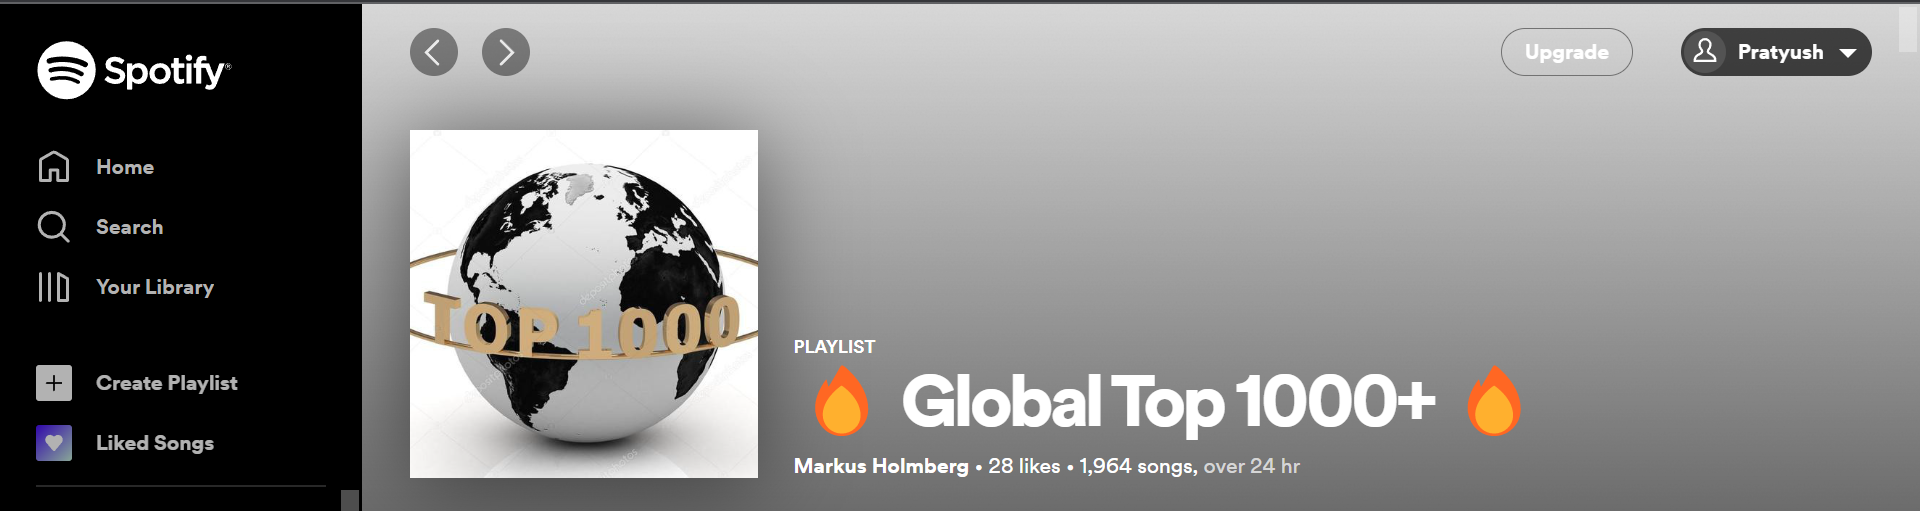 Spotify®
Home
Search
Your Library
Create Playlist
Liked Songs
Upgrade
Pratyush
TOP 1000
PLAYLIST
🔥 Global Top 1000+ 🔥
Markus Holmberg • 28 likes • 1,964 songs, over 24 hr